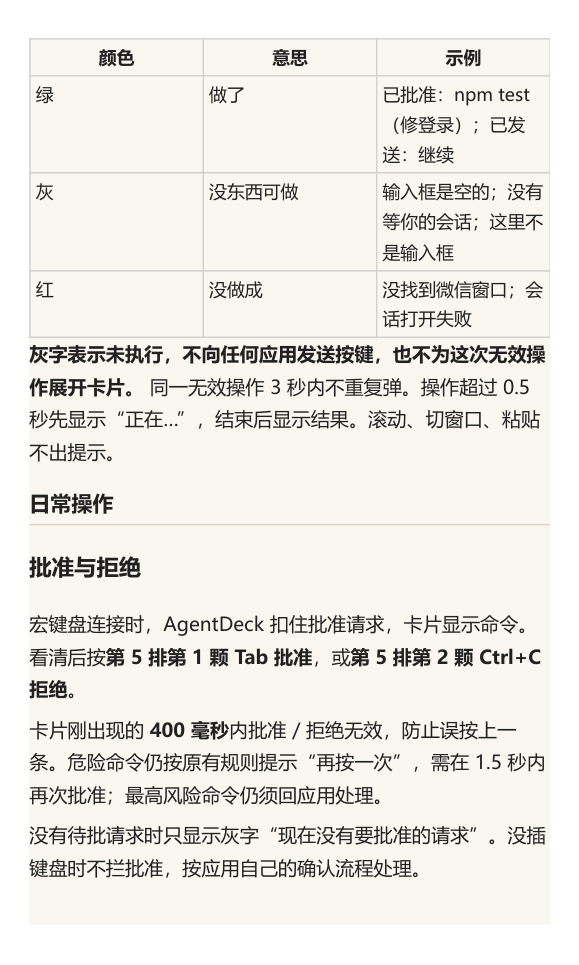 颜色 意思 示例
绿 做了 已批准：npm test
（修登录）；已发
送：继续
灰 没东西可做 输入框是空的；没有
等你的会话；这里不
是输入框
红 没做成 没找到微信窗口；会
话打开失败
灰字表示未执行，不向任何应用发送按键，也不为这次无效操
作展开卡片。 同一无效操作 3 秒内不重复弹。操作超过 0.5
秒先显示“正在…”，结束后显示结果。滚动、切窗口、粘贴
不出提示。
日常操作
批准与拒绝
宏键盘连接时，AgentDeck 扣住批准请求，卡片显示命令。
看清后按第 5 排第 1 颗 Tab 批准，或第 5 排第 2 颗 Ctrl+C
拒绝。
卡片刚出现的 400 毫秒内批准 / 拒绝无效，防止误按上一
条。危险命令仍按原有规则提示“再按一次”，需在 1.5 秒内
再次批准；最高风险命令仍须回应用处理。
没有待批请求时只显示灰字“现在没有要批准的请求”。没插
键盘时不拦批准，按应用自己的确认流程处理。